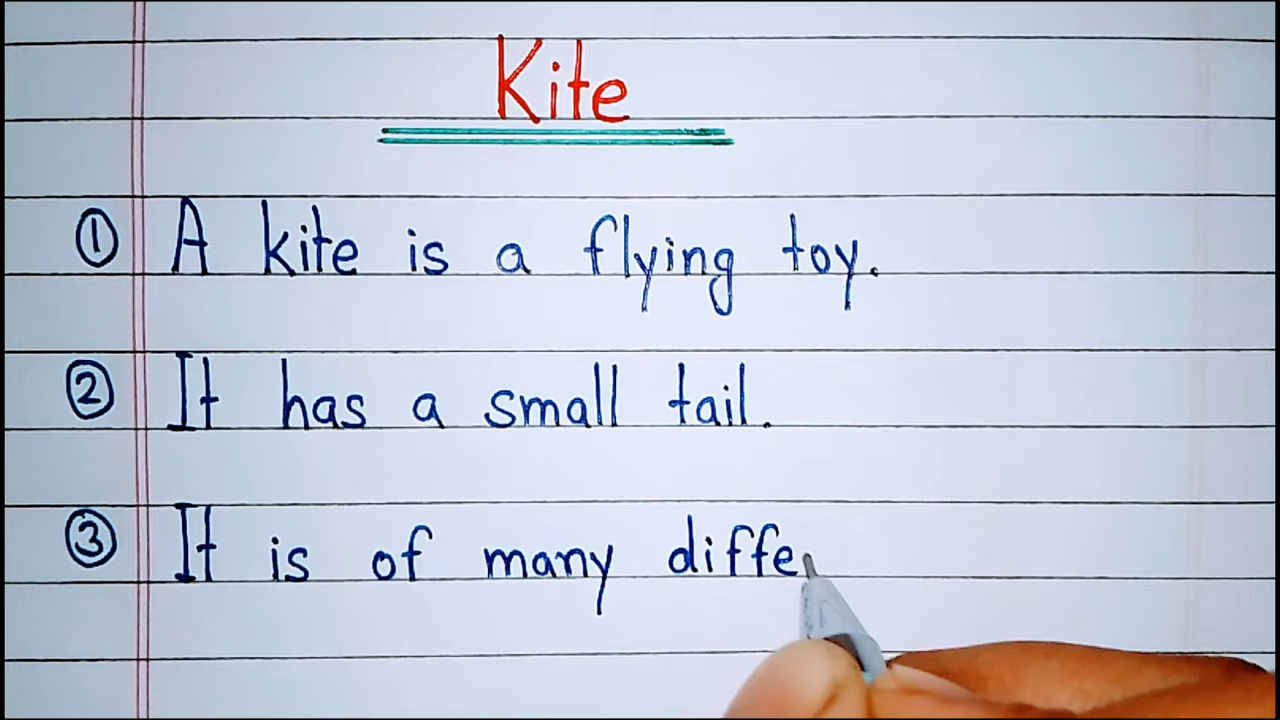 Kite
① A kite is a flying toy.
② It has a small tail.
③ It is of many diffe